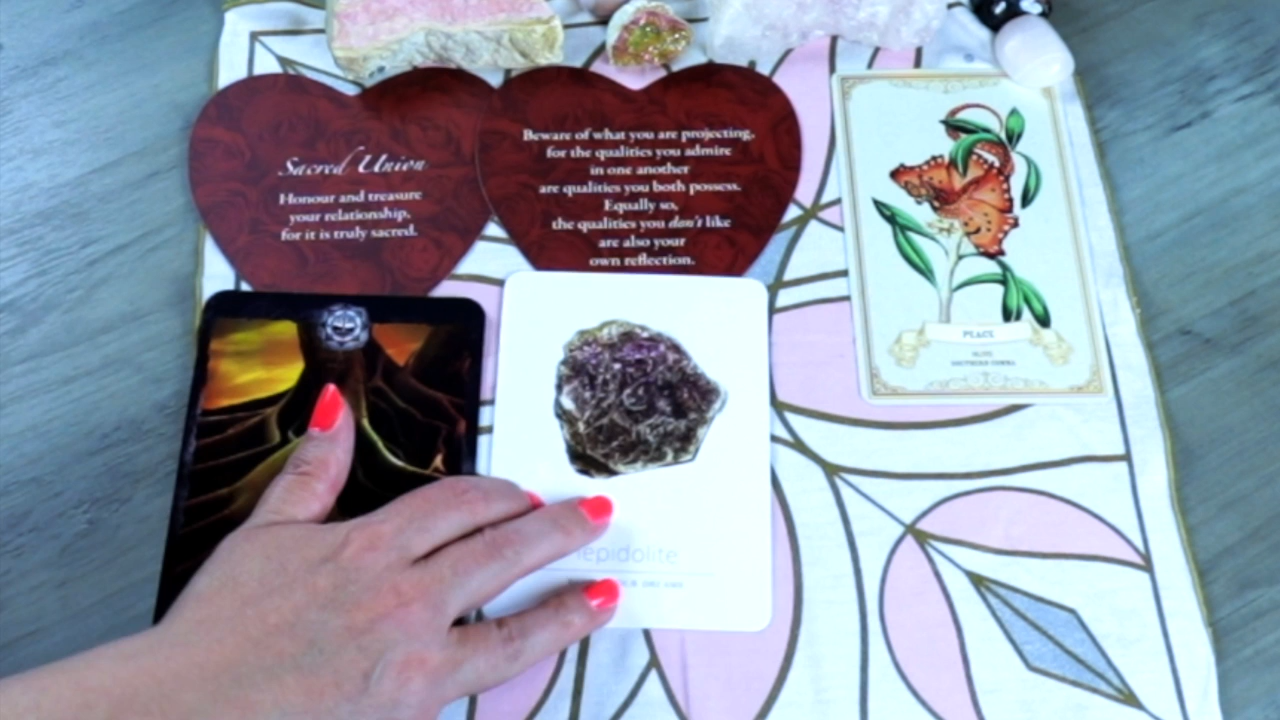 Sacred Union
Honour and treasure
your relationship,
for it is truly sacred.
Beware of what you are projecting,
for the qualities you admire
in one another
are qualities you both possess.
Equally so,
the qualities you don't like
are also your
own reflection.
PEACE
lepidolite